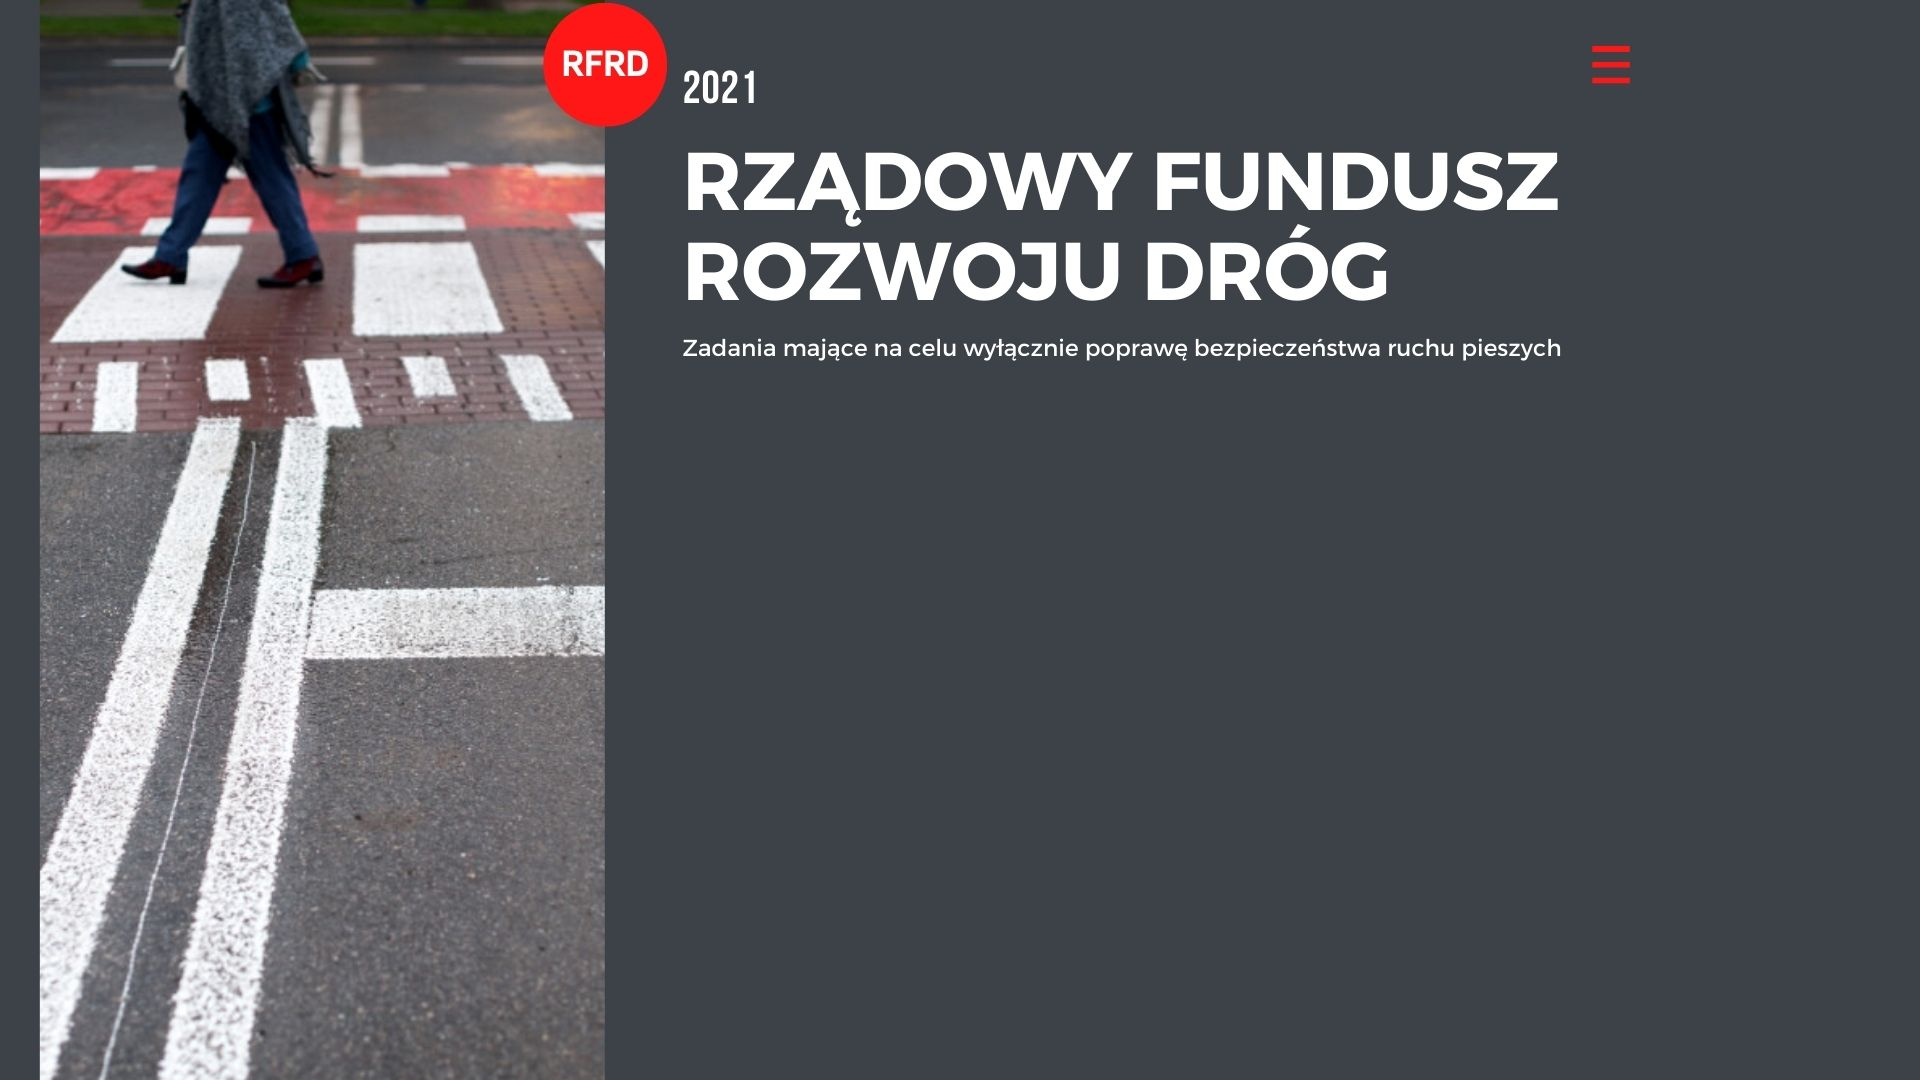 RFRD
2021
RZĄDOWY FUNDUSZ
ROZWOJU DRÓG
Zadania mające na celu wyłącznie poprawę bezpieczeństwa ruchu pieszych